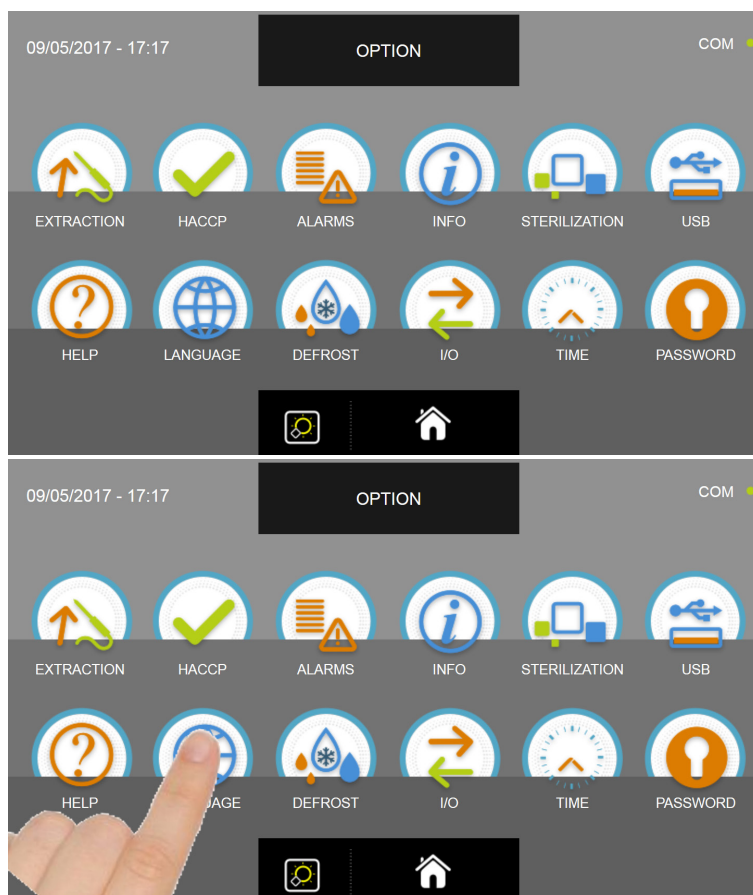 09/05/2017 - 17:17 OPTION COM
EXTRACTION HACCP ALARMS INFO STERILIZATION USB
HELP LANGUAGE DEFROST I/O TIME PASSWORD
09/05/2017 - 17:17 OPTION COM
EXTRACTION HACCP ALARMS INFO STERILIZATION USB
HELP AGE DEFROST I/O TIME PASSWORD